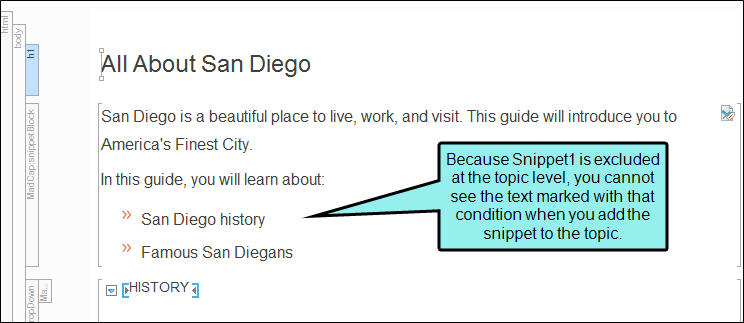 html
body
h1
All About San Diego
MadCap:snippetBlock
San Diego is a beautiful place to live, work, and visit. This guide will introduce you to
America's Finest City.
In this guide, you will learn about:
» San Diego history
» Famous San Diegans
Because Snippet1 is excluded
at the topic level, you cannot
see the text marked with that
condition when you add the
snippet to the topic.
ropDown
Ma...
HISTORY